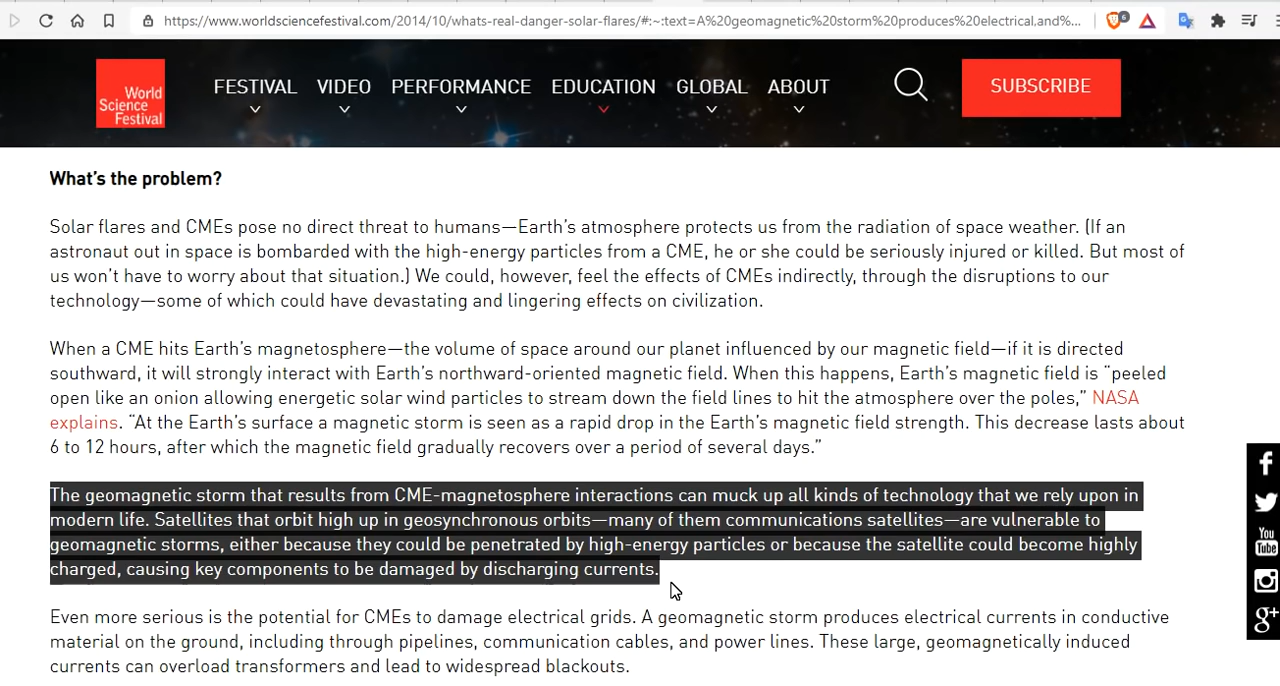 https://www.worldsciencefestival.com/2014/10/whats-real-danger-solar-flares/#:~:text=A%20geomagnetic%20storm%20produces%20electrical,and%...
6
World
Science
Festival
FESTIVAL VIDEO PERFORMANCE EDUCATION GLOBAL ABOUT
SUBSCRIBE
What's the problem?
Solar flares and CMEs pose no direct threat to humans—Earth's atmosphere protects us from the radiation of space weather. (If an
astronaut out in space is bombarded with the high-energy particles from a CME, he or she could be seriously injured or killed. But most of
us won't have to worry about that situation.) We could, however, feel the effects of CMEs indirectly, through the disruptions to our
technology—some of which could have devastating and lingering effects on civilization.
When a CME hits Earth's magnetosphere—the volume of space around our planet influenced by our magnetic field—if it is directed
southward, it will strongly interact with Earth's northward-oriented magnetic field. When this happens, Earth's magnetic field is "peeled
open like an onion allowing energetic solar wind particles to stream down the field lines to hit the atmosphere over the poles," NASA
explains. "At the Earth's surface a magnetic storm is seen as a rapid drop in the Earth's magnetic field strength. This decrease lasts about
6 to 12 hours, after which the magnetic field gradually recovers over a period of several days."
The geomagnetic storm that results from CME-magnetosphere interactions can muck up all kinds of technology that we rely upon in
modern life. Satellites that orbit high up in geosynchronous orbits—many of them communications satellites—are vulnerable to
geomagnetic storms, either because they could be penetrated by high-energy particles or because the satellite could become highly
charged, causing key components to be damaged by discharging currents.
Even more serious is the potential for CMEs to damage electrical grids. A geomagnetic storm produces electrical currents in conductive
material on the ground, including through pipelines, communication cables, and power lines. These large, geomagnetically induced
currents can overload transformers and lead to widespread blackouts.
f
You
Tube
g+